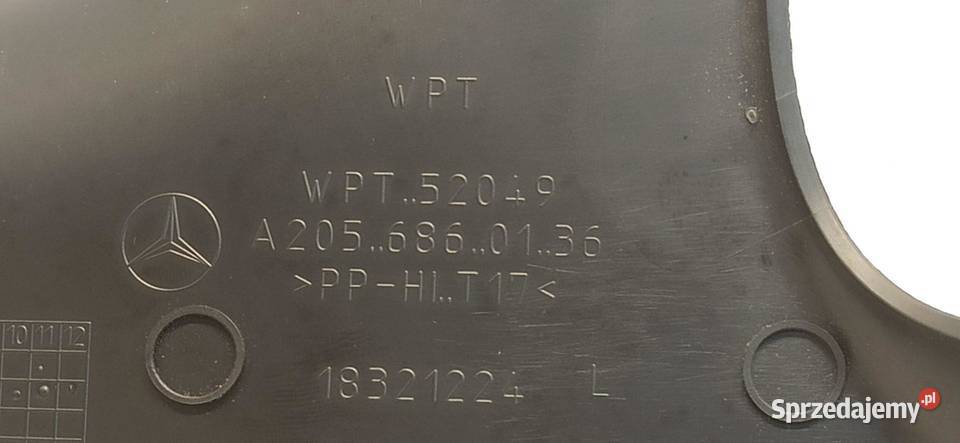 WPT
WPT..52049
A205..686..01..36
>PP-HI..T17<
10 11 12
18321224 L
Sprzedajemy.pl